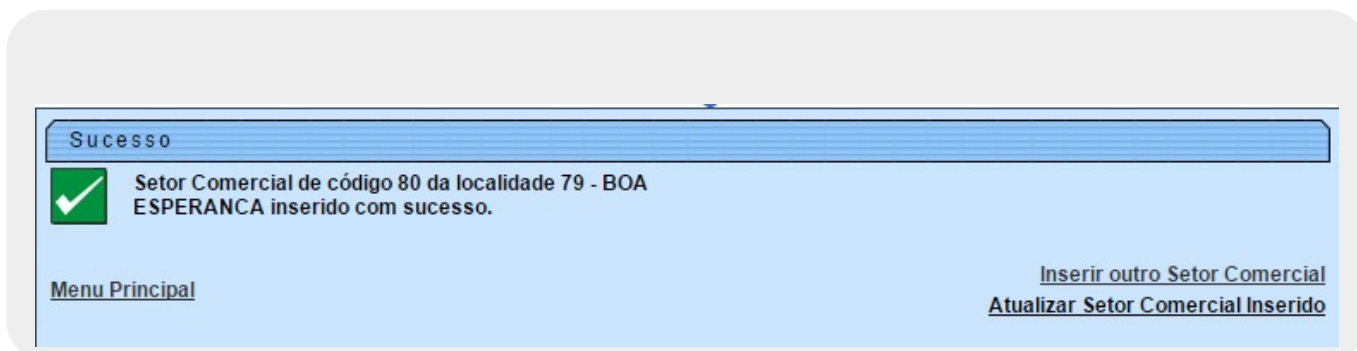 Sucesso
Setor Comercial de código 80 da localidade 79 - BOA
ESPERANCA inserido com sucesso.
Inserir outro Setor Comercial
Menu Principal
Atualizar Setor Comercial Inserido